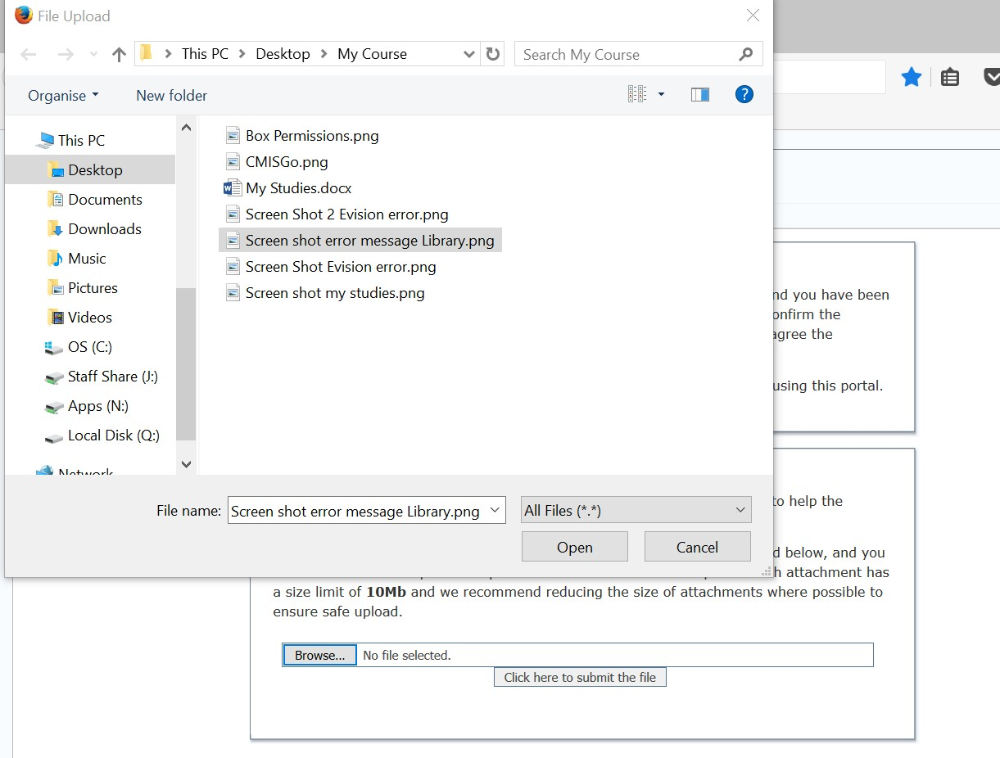 File Upload
This PC > Desktop > My Course
Search My Course
Organise
New folder
?
This PC
Desktop
Documents
Downloads
Music
Pictures
Videos
OS (C:)
Staff Share (J:)
Apps (N:)
Local Disk (Q:)
Network
Box Permissions.png
CMISGo.png
My Studies.docx
Screen Shot 2 Evision error.png
Screen shot error message Library.png
Screen Shot Evision error.png
Screen shot my studies.png
File name: Screen shot error message Library.png
All Files (*.*)
Open
Cancel
you have been
the
agree the
using this portal.
to help the
below, and you
attachment has
a size limit of 10Mb and we recommend reducing the size of attachments where possible to
ensure safe upload.
Browse... No file selected.
Click here to submit the file